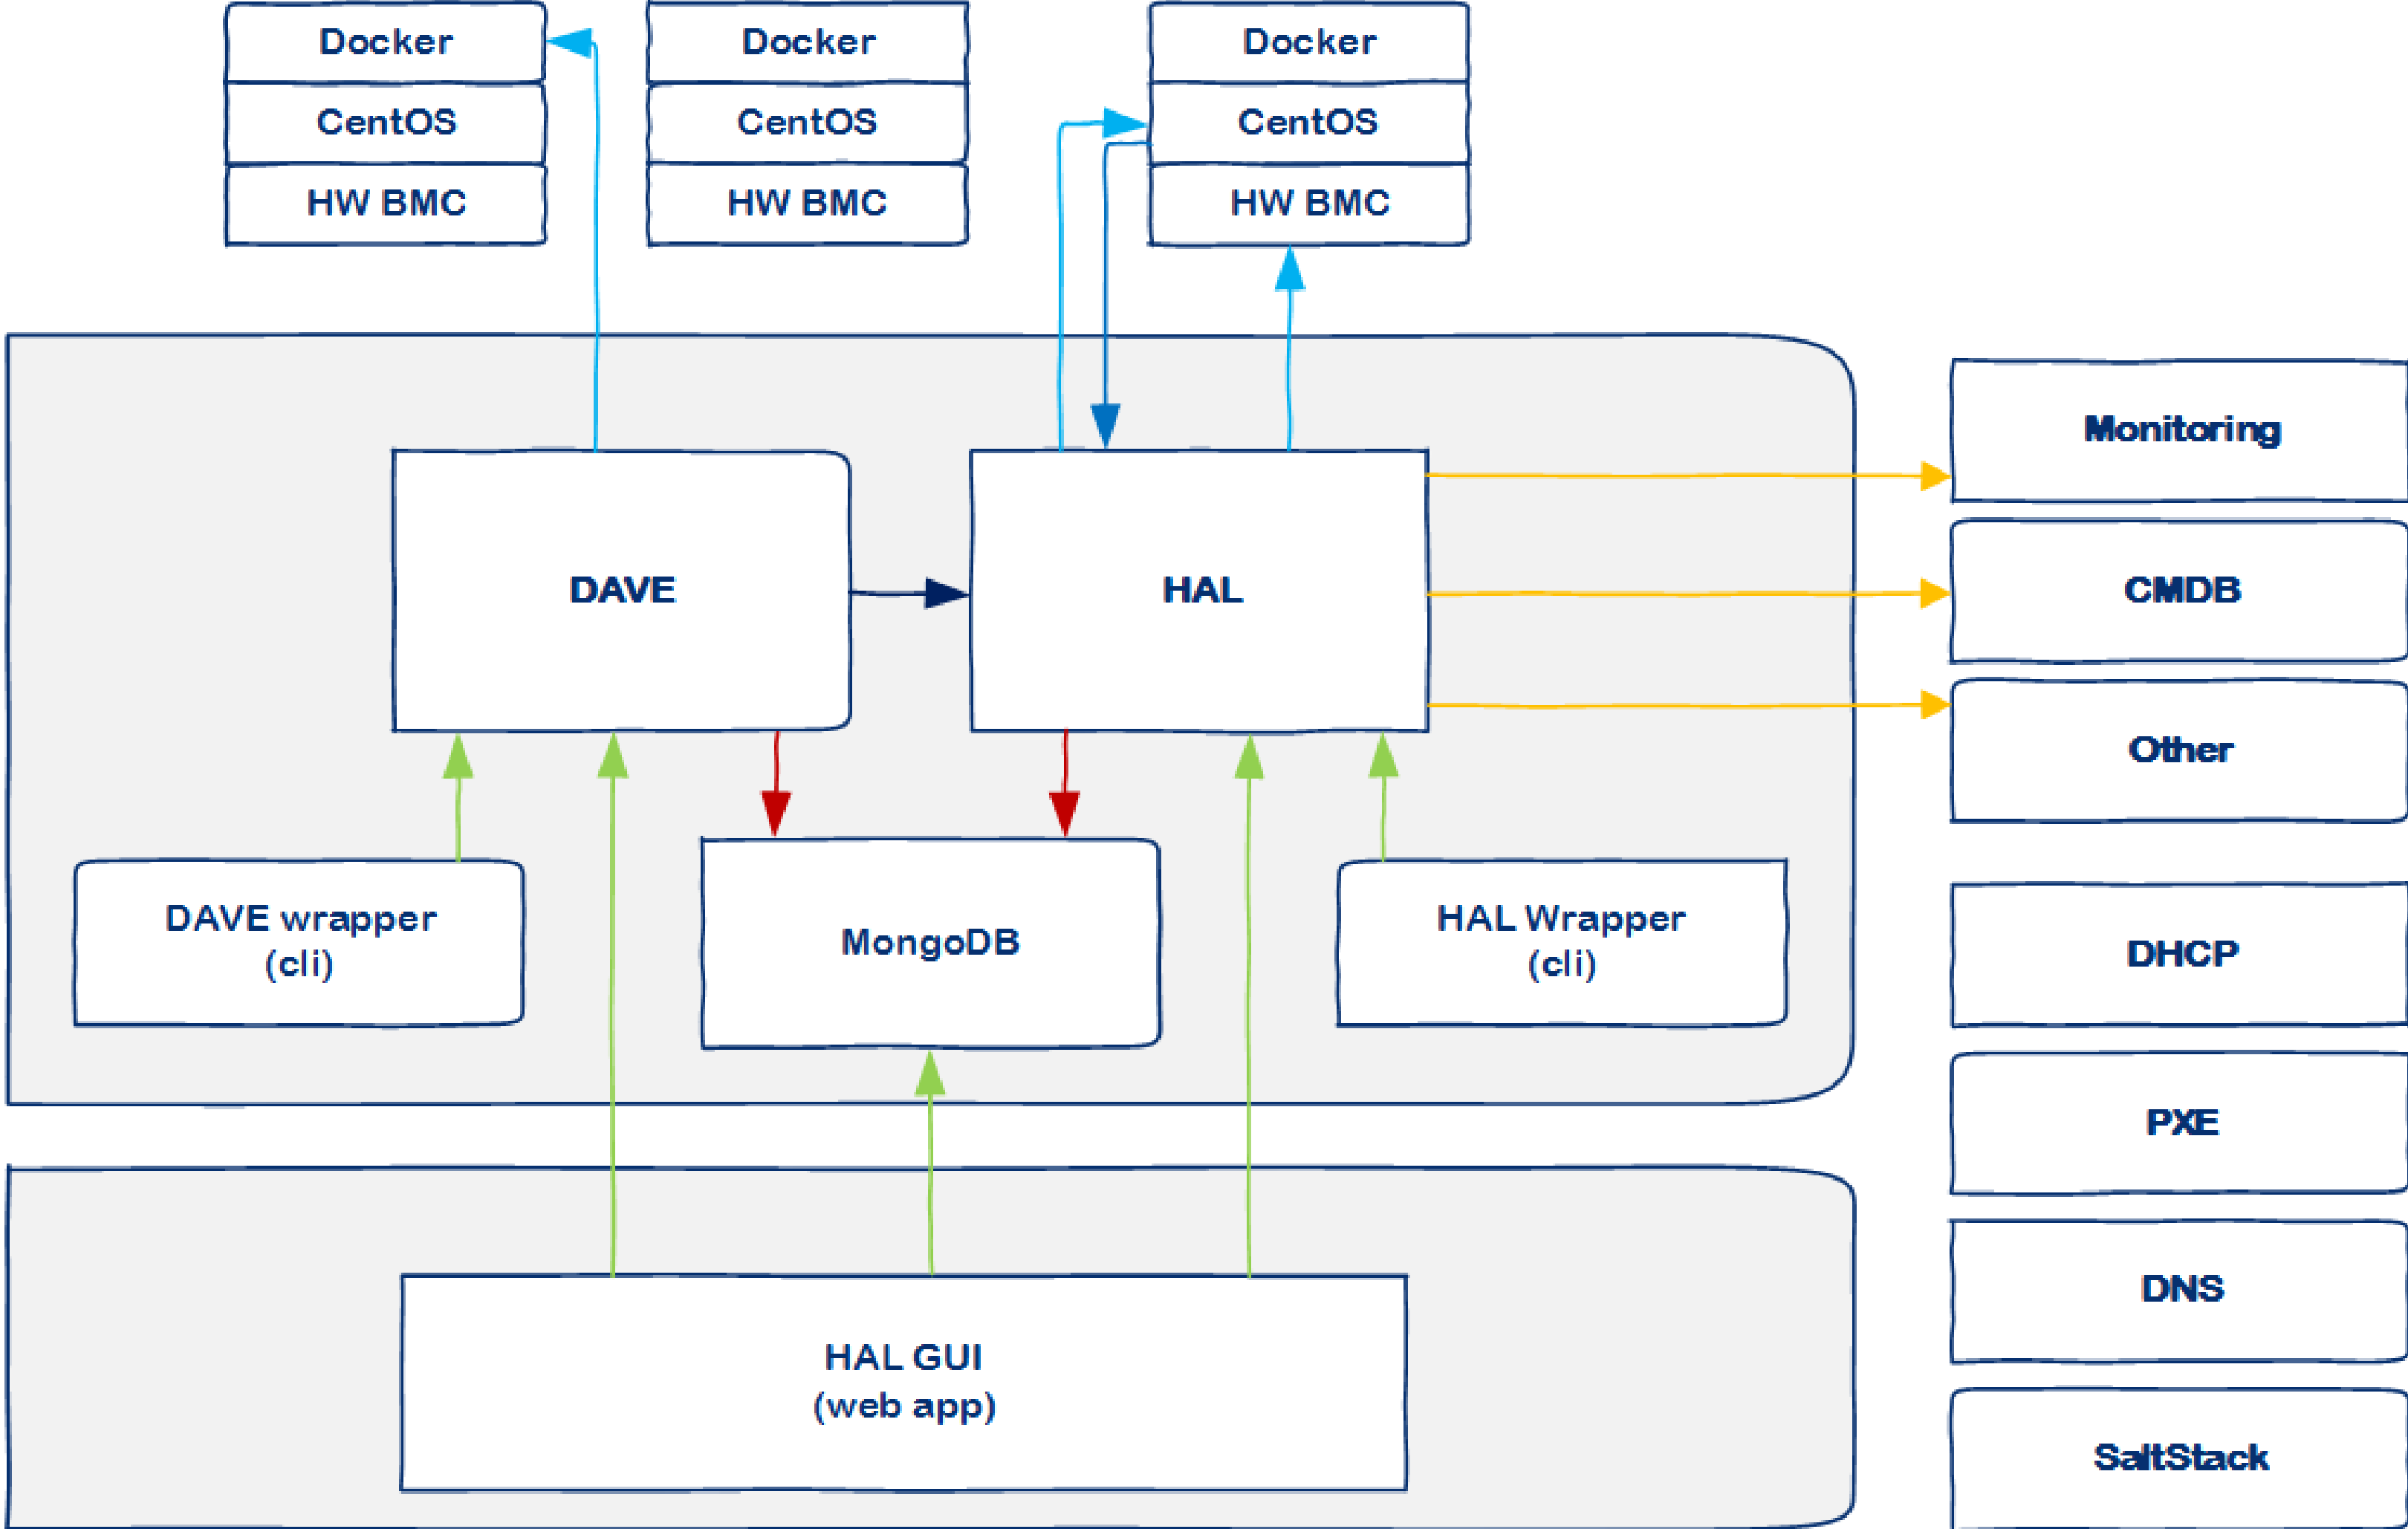 Docker
CentOS
HW BMC
Docker
CentOS
HW BMC
Docker
CentOS
HW BMC
DAVE
HAL
DAVE wrapper
(cli)
MongoDB
HAL Wrapper
(cli)
HAL GUI
(web app)
Monitoring
CMDB
Other
DHCP
PXE
DNS
SaltStack